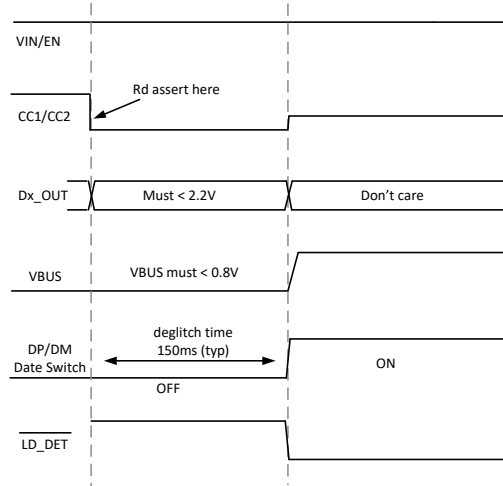 VIN/EN
Rd assert here
CC1/CC2
Dx_OUT
Must < 2.2V
Don't care
VBUS
VBUS must < 0.8V
deglitch time
150ms (typ)
DP/DM
Date Switch
ON
OFF
LD_DET